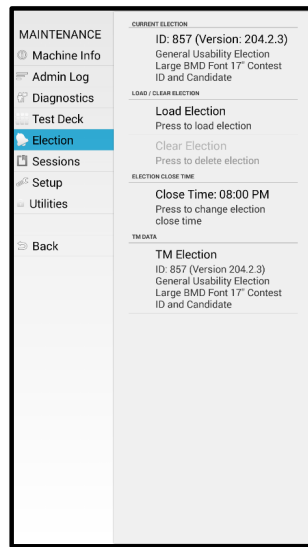 MAINTENANCE
Machine Info
Admin Log
Diagnostics
Test Deck
Election
Sessions
Setup
Utilities
Back
CURRENT ELECTION
ID: 857 (Version: 204.2.3)
General Usability Election
Large BMD Font 17" Contest
ID and Candidate
LOAD / CLEAR ELECTION
Load Election
Press to load election
Clear Election
Press to delete election
ELECTION CLOSE TIME
Close Time: 08:00 PM
Press to change election
close time
TM DATA
TM Election
ID: 857 (Version 204.2.3)
General Usability Election
Large BMD Font 17" Contest
ID and Candidate